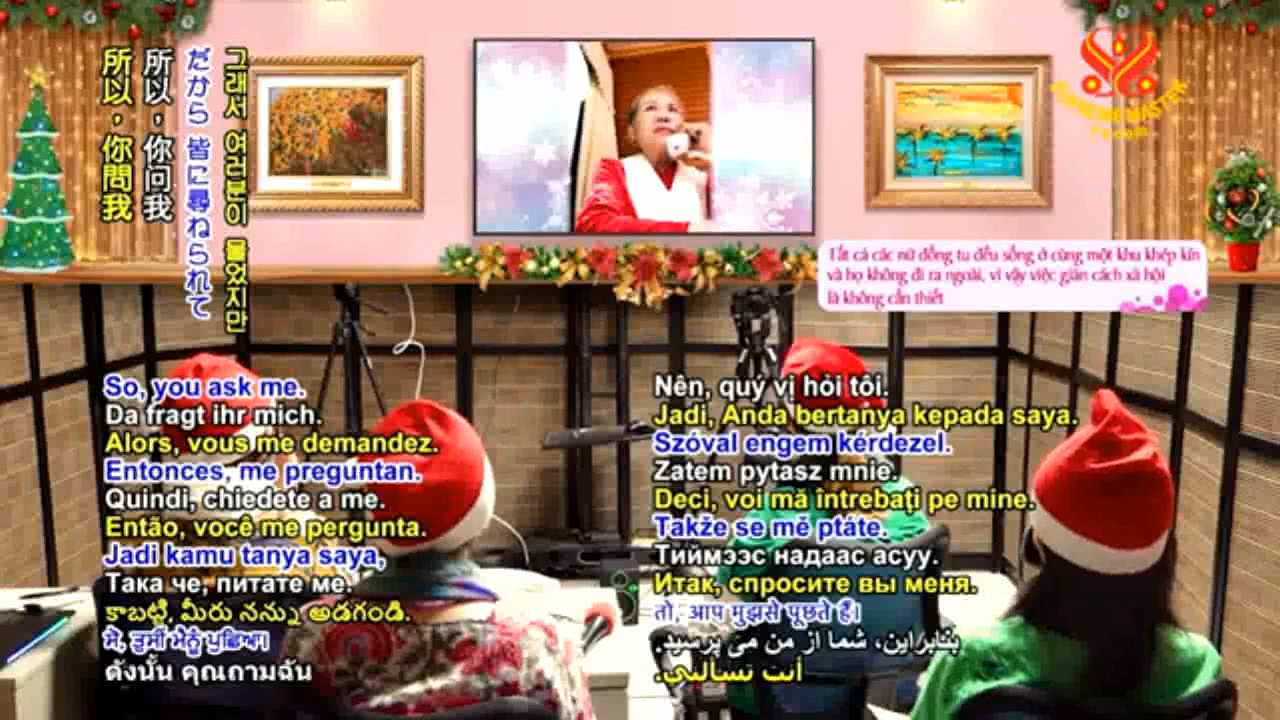 所以，你問我
所以，你问我
だから 皆に尋ねられて
그래서 여러분이 물었지만
SUPREME MASTER
TV.com
Tất cả các nữ đồng tu đều sống ở cùng một khu khép kín
và họ không đi ra ngoài, vì vậy việc giãn cách xã hội
là không cần thiết
So, you ask me.
Da fragt ihr mich.
Alors, vous me demandez.
Entonces, me preguntan.
Quindi, chiedete a me.
Então, você me pergunta.
Jadi kamu tanya saya,
Така че, питате ме.
కాబట్టి, మీరు నన్ను అడగండి.
ਸੋ, ਤੁਸੀਂ ਮੈਨੂੰ ਪੁਛਿਆ।
ดังนั้น คุณถามฉัน
Nên, quý vị hỏi tôi.
Jadi, Anda bertanya kepada saya.
Szóval engem kérdezel.
Zatem pytasz mnie.
Deci, voi mă întrebaţi pe mine.
Takže se mě ptáte.
Тиймээс надаас асуу.
Итак, спросите вы меня.
तो, आप मुझसे पूछते हैं।
بنابراین، شما از من می پرسید.
أنت تسألني.